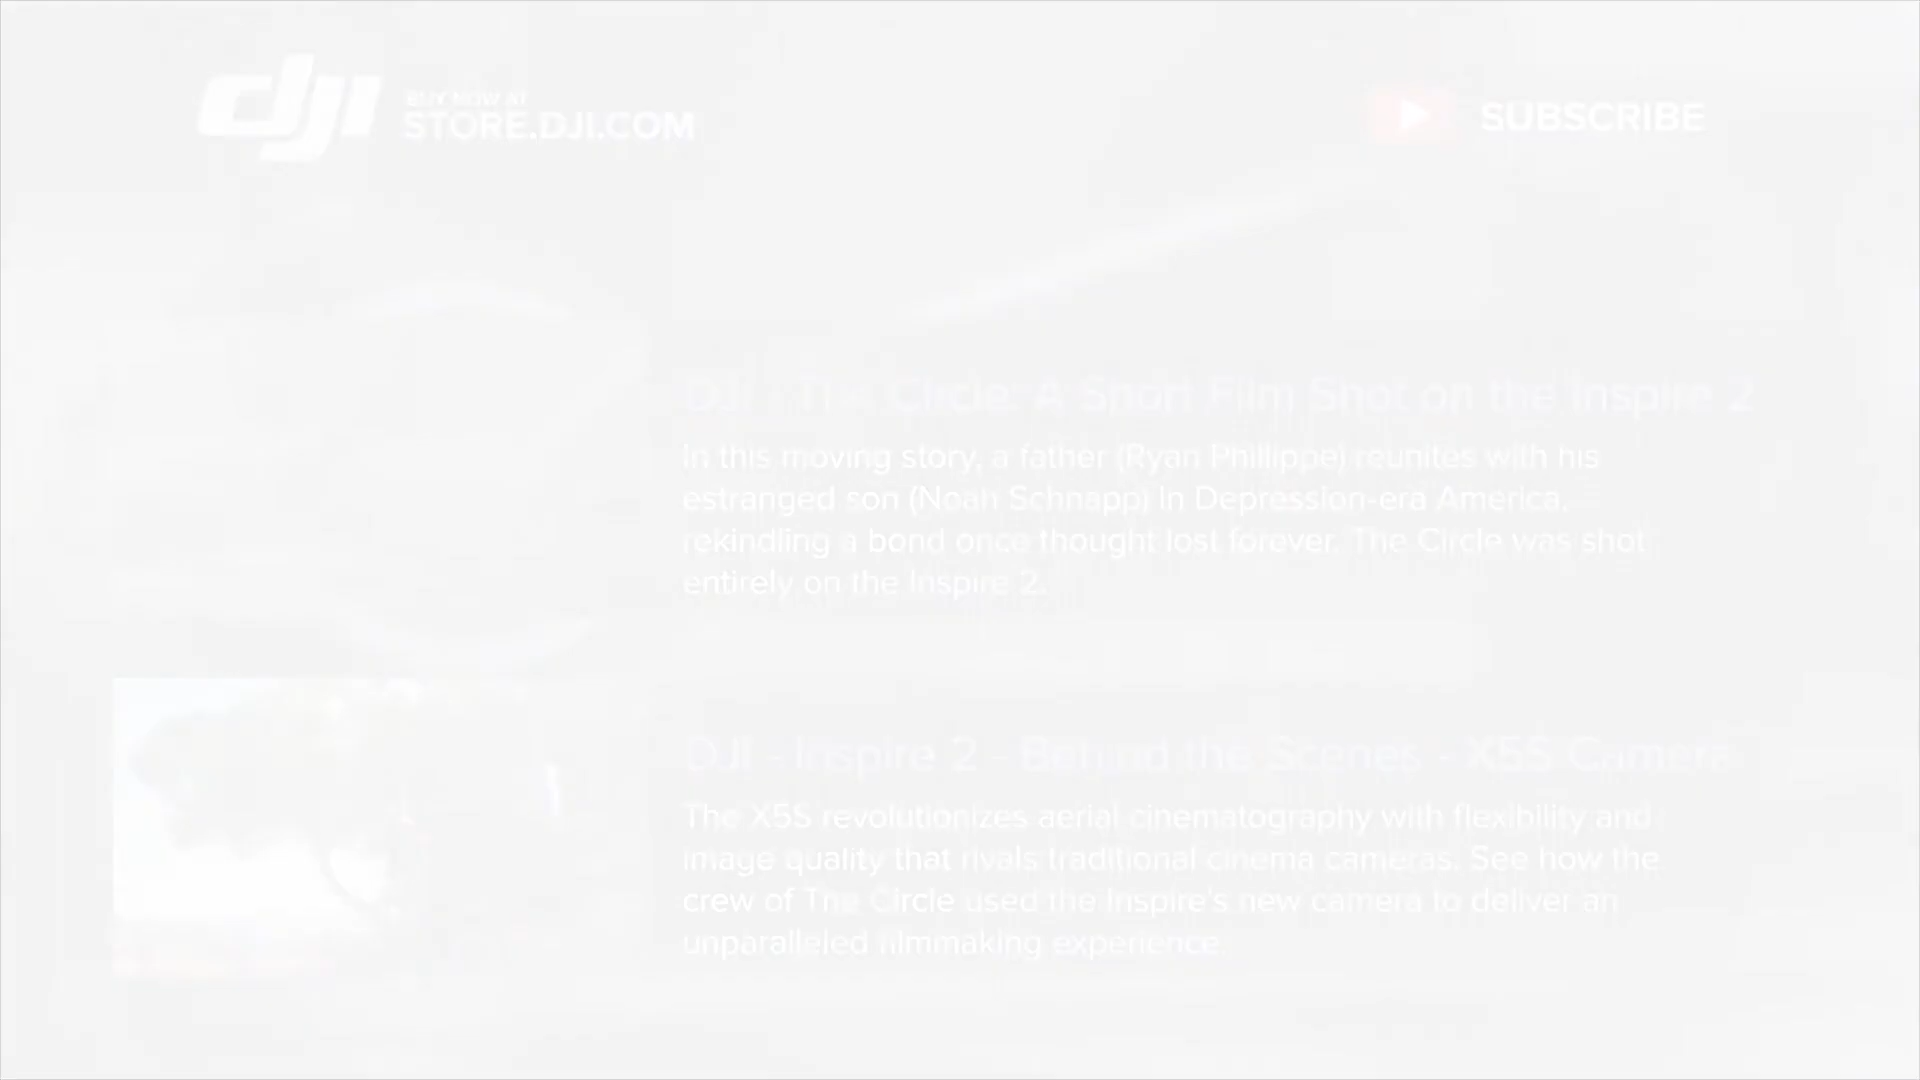 dji
BUY NOW AT
STORE.DJI.COM
SUBSCRIBE
DJI - The Circle: A Short Film Shot on the Inspire 2
In this moving story, a father (Ryan Phillippe) reunites with his
estranged son (Noah Schnapp) in Depression-era America,
rekindling a bond once thought lost forever. The Circle was shot
entirely on the Inspire 2.
DJI - Inspire 2 - Behind the Scenes - X5S Camera
The X5S revolutionizes aerial cinematography with flexibility and
image quality that rivals traditional cinema cameras. See how the
crew of The Circle used the Inspire's new camera to deliver an
unparalleled filmmaking experience.